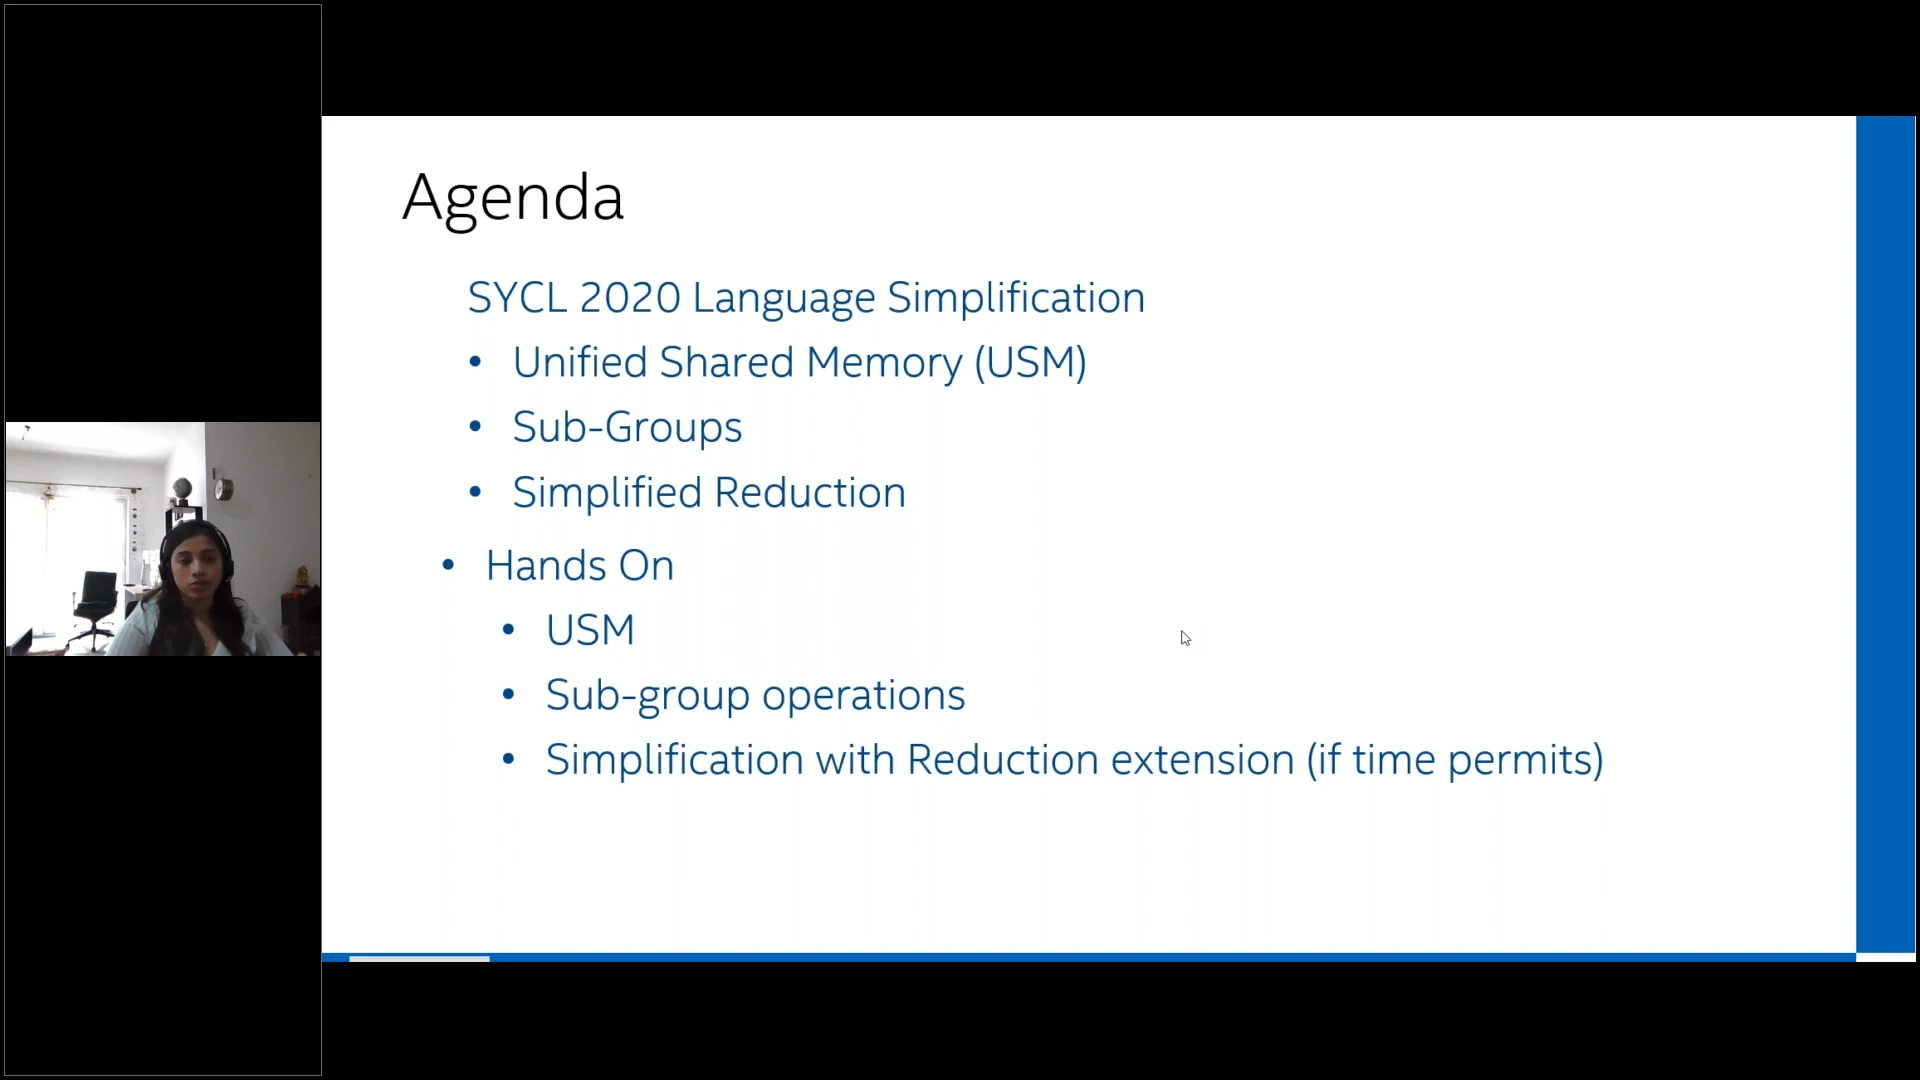 Agenda
SYCL 2020 Language Simplification
• Unified Shared Memory (USM)
• Sub-Groups
• Simplified Reduction
• Hands On
• USM
• Sub-group operations
• Simplification with Reduction extension (if time permits)